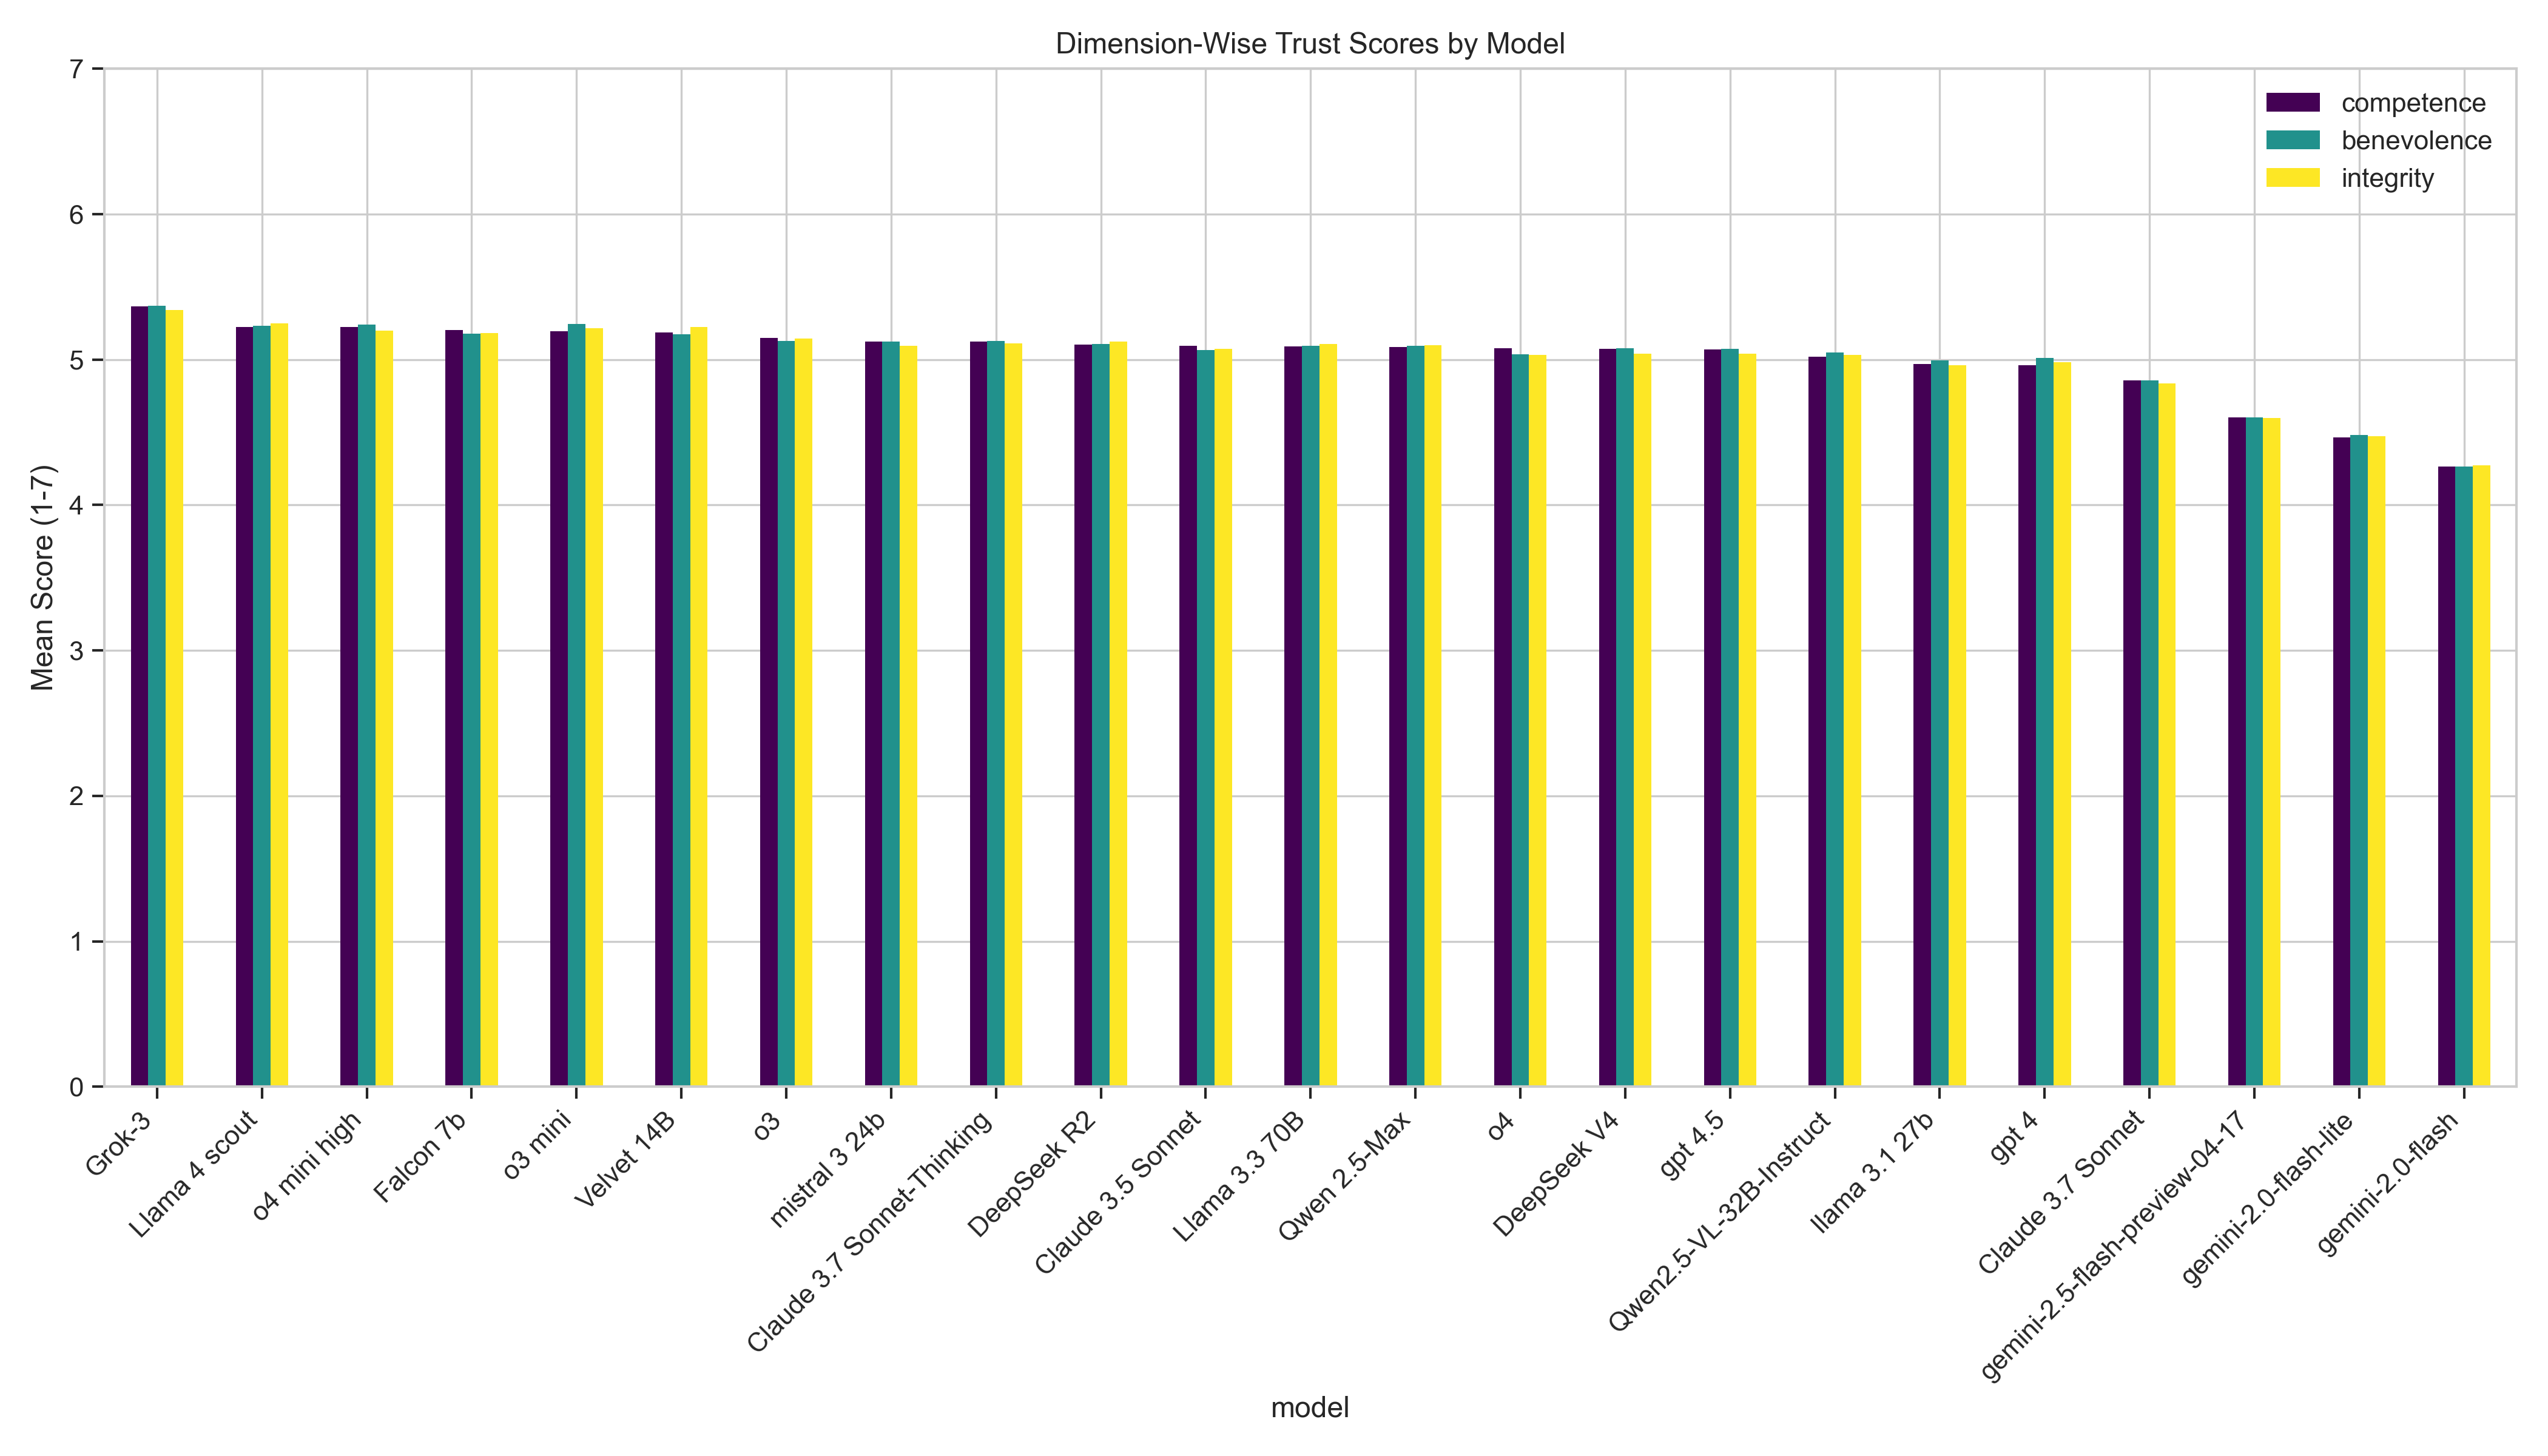 Dimension-Wise Trust Scores by Model
7
6
5
4
3
2
1
0
Mean Score (1-7)
competence
benevolence
integrity
Grok-3
Llama 4 scout
o4 mini high
Falcon 7b
o3 mini
Velvet 14B
o3
mistral 3 24b
Claude 3.7 Sonnet-Thinking
DeepSeek R2
Claude 3.5 Sonnet
Llama 3.3 70B
Qwen 2.5-Max
o4
DeepSeek V4
gpt 4.5
Qwen2.5-VL-32B-Instruct
llama 3.1 27b
gpt 4
Claude 3.7 Sonnet
gemini-2.5-flash-preview-04-17
gemini-2.0-flash-lite
gemini-2.0-flash
model